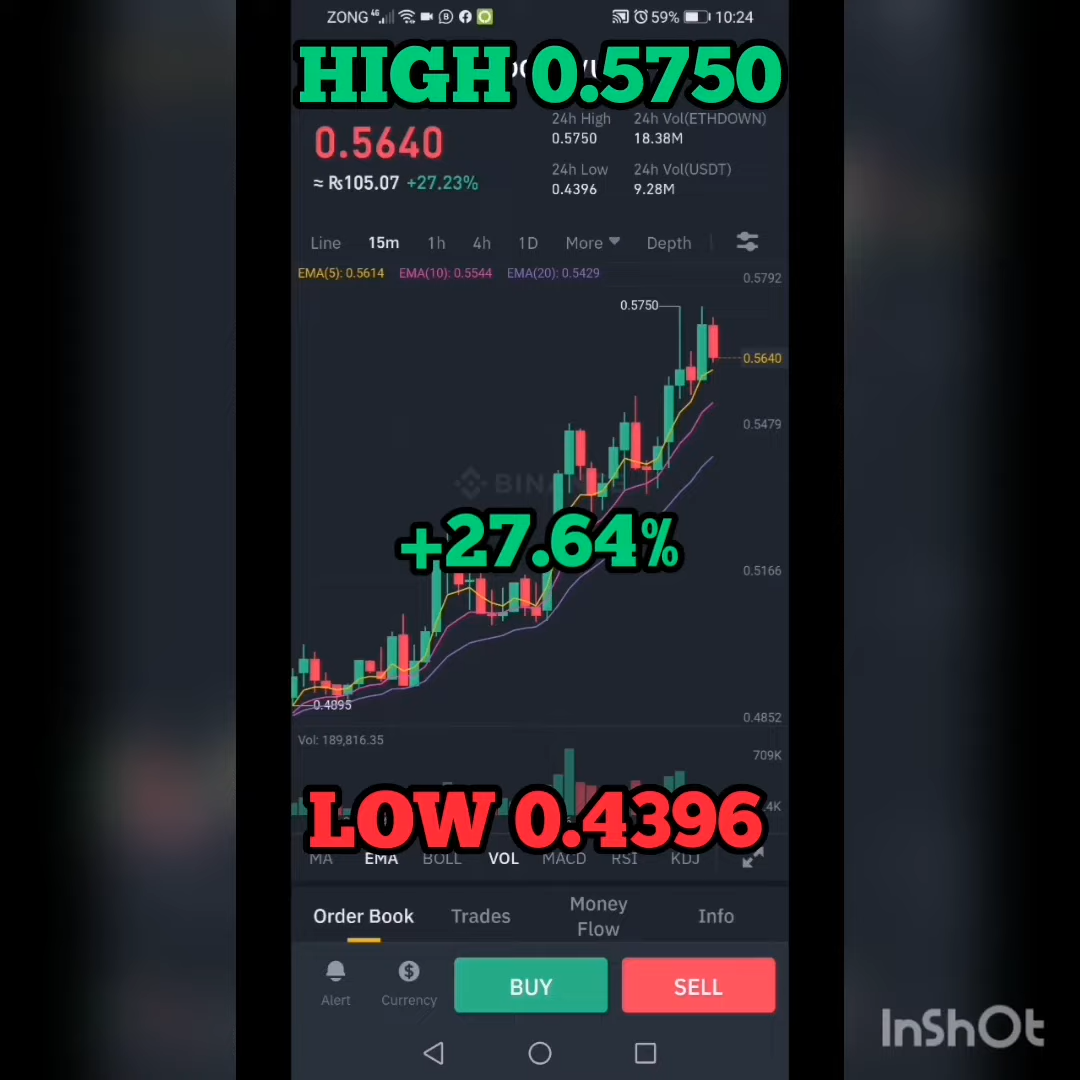 ZONG 4G 59% 10:24
HIGH 0.5750
0.5640
≈ ₨105.07 +27.23%
24h High
0.5750
24h Vol(ETHDOWN)
18.38M
24h Low
0.4396
24h Vol(USDT)
9.28M
Line 15m 1h 4h 1D More Depth
EMA(5): 0.5614 EMA(10): 0.5544 EMA(20): 0.5429
0.5792
0.5750
0.5640
0.5479
+27.64%
0.5166
0.4895
0.4852
Vol: 189,816.35
709K
LOW 0.4396
MA EMA BOLL VOL MACD RSI KDJ
Order Book Trades Money Flow Info
Alert Currency BUY SELL
InShOt